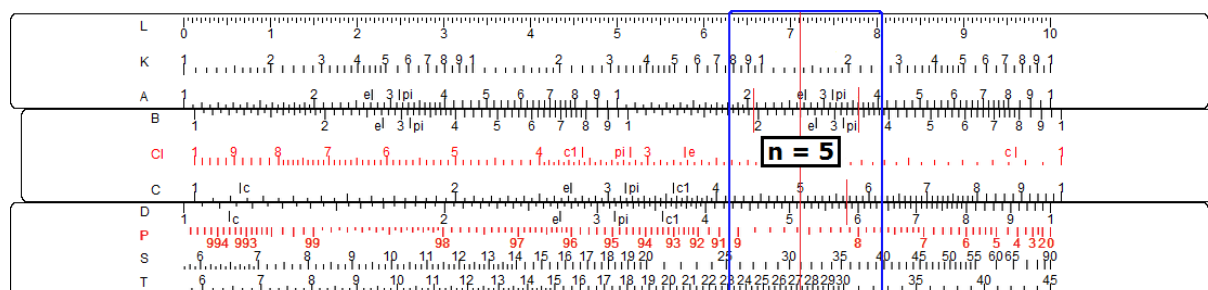 L 0 1 2 3 4 5 6 7 8 9 10
K 1 2 3 4 5 6 7 8 9 1 2 3 4 5 6 7 8 9 1 2 3 4 5 6 7 8 9 1
A 1 2 e 3 pi 4 5 6 7 8 9 1 2 e 3 pi 4 5 6 7 8 9 1
B 1 2 e 3 pi 4 5 6 7 8 9 1 2 e 3 pi 4 5 6 7 8 9 1
CI 1 9 8 7 6 5 4 c1 pi 3 e c 1
n = 5
C 1 c 2 e 3 pi c1 4 5 6 7 8 9 1
D 1 c 2 e 3 pi c1 4 5 6 7 8 9 1
P 994 993 99 98 97 96 95 94 93 92 91 9 8 7 6 5 4 3 2 0
S 6 7 8 9 10 11 12 13 14 15 16 17 18 19 20 25 30 35 40 45 50 55 60 65 90
T 6 7 8 9 10 11 12 13 14 15 16 17 18 19 20 21 22 23 24 25 26 27 28 29 30 35 40 45